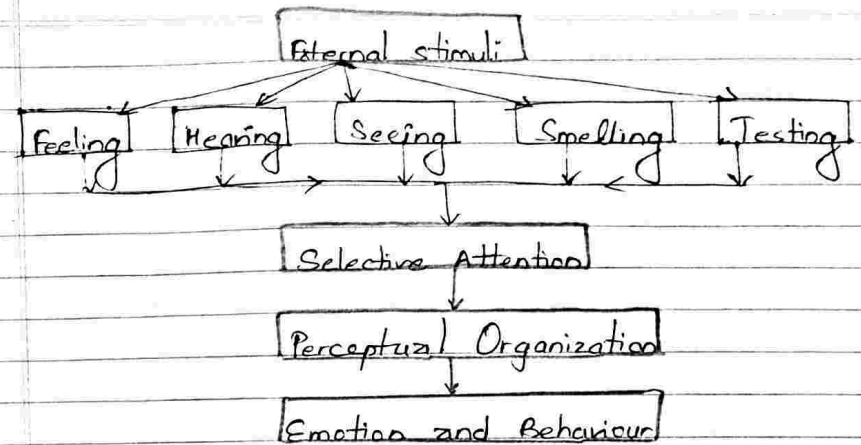 External stimuli
Feeling Hearing Seeing Smelling Testing
Selective Attention
Perceptual Organization
Emotion and Behaviour